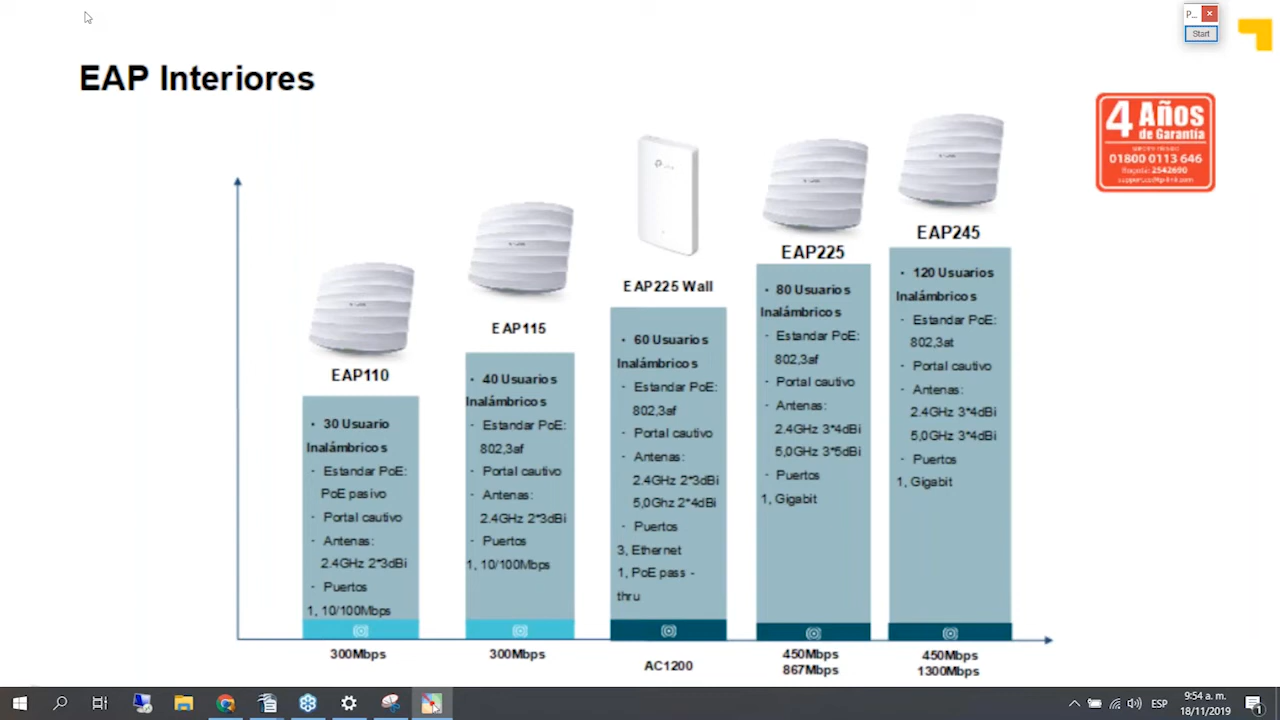 P...
Start
EAP Interiores
4 Años
de Garantía
01800 0113 646
Bogotá: 2542690
EAP110
· 30 Usuario
Inalámbricos
- Estandar PoE:
PoE pasivo
- Portal cautivo
- Antenas:
2.4GHz 2*3dBi
- Puertos
1, 10/100Mbps
300Mbps
EAP115
· 40 Usuarios
Inalámbricos
- Estandar PoE:
802,3af
- Portal cautivo
- Antenas:
2.4GHz 2*3dBi
- Puertos
1, 10/100Mbps
300Mbps
EAP225 Wall
· 60 Usuarios
Inalámbricos
- Estandar PoE:
802,3af
- Portal cautivo
- Antenas:
2.4GHz 2*3dBi
5,0Ghz 2*4dBi
- Puertos
3, Ethernet
1, PoE pass -
thru
AC1200
EAP225
· 80 Usuarios
Inalámbricos
- Estandar PoE:
802,3af
- Portal cautivo
- Antenas:
2.4GHz 3*4dBi
5,0GHz 3*5dBi
- Puertos
1, Gigabit
450Mbps
867Mbps
EAP245
· 120 Usuarios
Inalámbricos
- Estandar PoE:
802,3at
- Portal cautivo
- Antenas:
2.4GHz 3*4dBi
5,0GHz 3*4dBi
- Puertos
1, Gigabit
450Mbps
1300Mbps
ESP
9:54 a. m.
18/11/2019
1